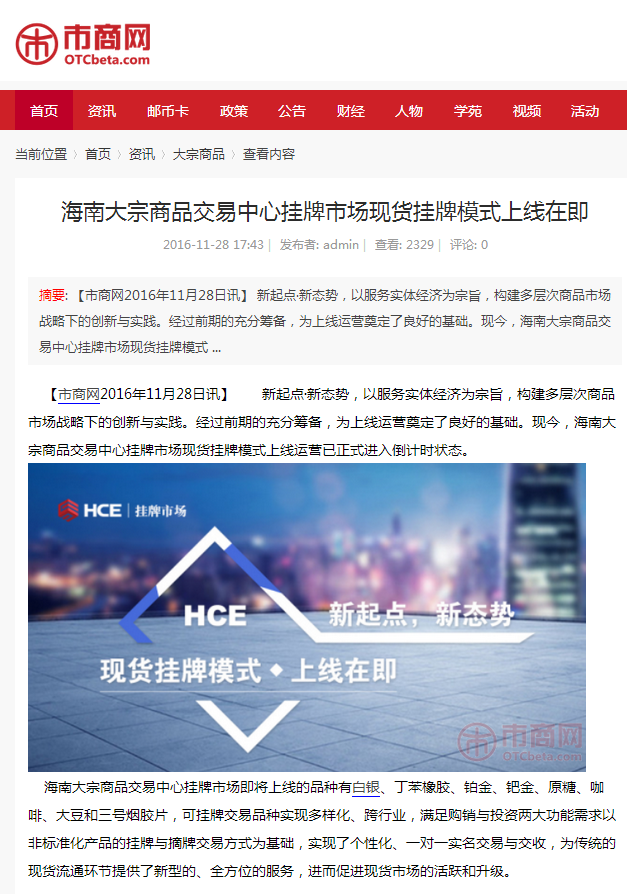 市商网
OTCbeta.com
首页 资讯 邮币卡 政策 公告 财经 人物 学苑 视频 活动
当前位置 〉 首页 〉 资讯 〉 大宗商品 〉 查看内容
海南大宗商品交易中心挂牌市场现货挂牌模式上线在即
2016-11-28 17:43 | 发布者: admin | 查看: 2329 | 评论: 0
摘要: 【市商网2016年11月28日讯】 新起点·新态势，以服务实体经济为宗旨，构建多层次商品市场
战略下的创新与实践。经过前期的充分筹备，为上线运营奠定了良好的基础。现今，海南大宗商品交
易中心挂牌市场现货挂牌模式 ...
【市商网2016年11月28日讯】 新起点·新态势，以服务实体经济为宗旨，构建多层次商品
市场战略下的创新与实践。经过前期的充分筹备，为上线运营奠定了良好的基础。现今，海南大
宗商品交易中心挂牌市场现货挂牌模式上线运营已正式进入倒计时状态。
HCE | 挂牌市场
HCE 新起点，新态势
现货挂牌模式◆上线在即
市商网
OTCbeta.com
海南大宗商品交易中心挂牌市场即将上线的品种有白银、丁苯橡胶、铂金、钯金、原糖、咖
啡、大豆和三号烟胶片，可挂牌交易品种实现多样化、跨行业，满足购销与投资两大功能需求以
非标准化产品的挂牌与摘牌交易方式为基础，实现了个性化、一对一实名交易与交收，为传统的
现货流通环节提供了新型的、全方位的服务，进而促进现货市场的活跃和升级。